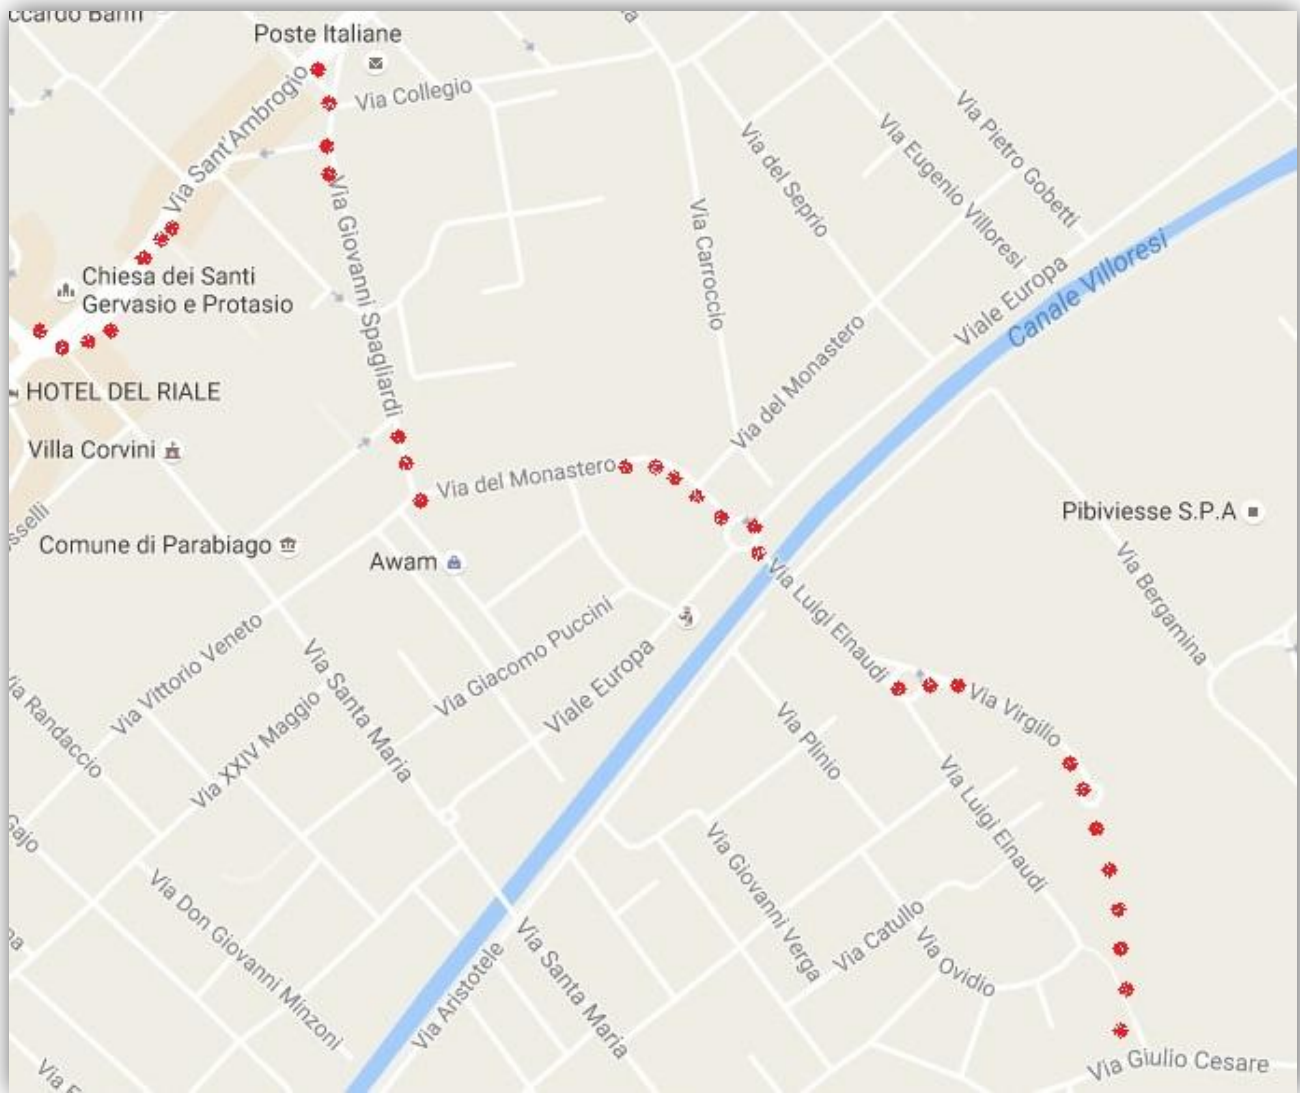 Poste Italiane
Via Collegio
Via Sant'Ambrogio
Via Pietro Gobetti
Via Eugenio Villoresi
Via del Seprio
Via Carroccio
Via Giovanni Spagliardi
Viale Europa
Canale Villoresi
Chiesa dei Santi
Gervasio e Protasio
Via del Monastero
HOTEL DEL RIALE
Villa Corvini
Via del Monastero
Pibiviesse S.P.A
Comune di Parabiago
Awam
Via Bergamina
Via Luigi Einaudi
Via Vittorio Veneto
Via Giacomo Puccini
Viale Europa
Via Santa Maria
Via Randaccio
Via XXIV Maggio
Via Virgilio
Via Plinio
Via Luigi Einaudi
Gajo
Via Giovanni Verga
Via Don Giovanni Minzoni
Via Catullo
Via Ovidio
Via Aristotele
Via Santa Maria
Via Giulio Cesare